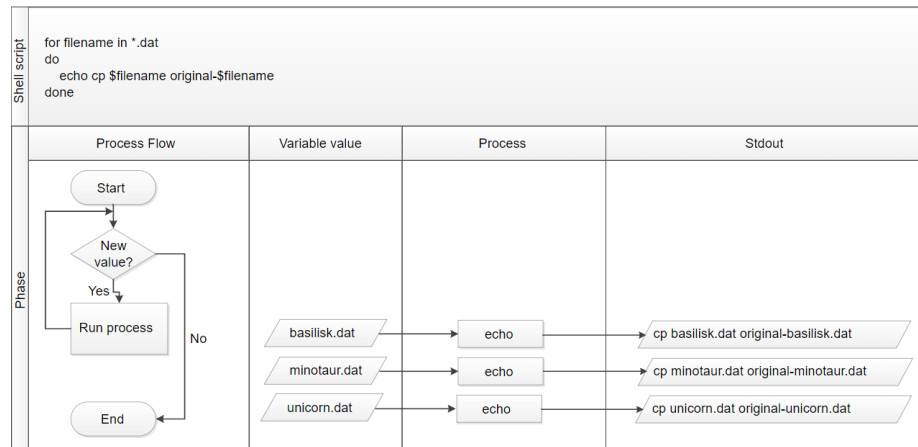 Shell script
for filename in *.dat
do
echo cp $filename original-$filename
done
Phase
Process Flow
Variable value
Process
Stdout
Start
New
value?
Yes
Run process
No
End
basilisk.dat
echo
cp basilisk.dat original-basilisk.dat
minotaur.dat
echo
cp minotaur.dat original-minotaur.dat
unicorn.dat
echo
cp unicorn.dat original-unicorn.dat